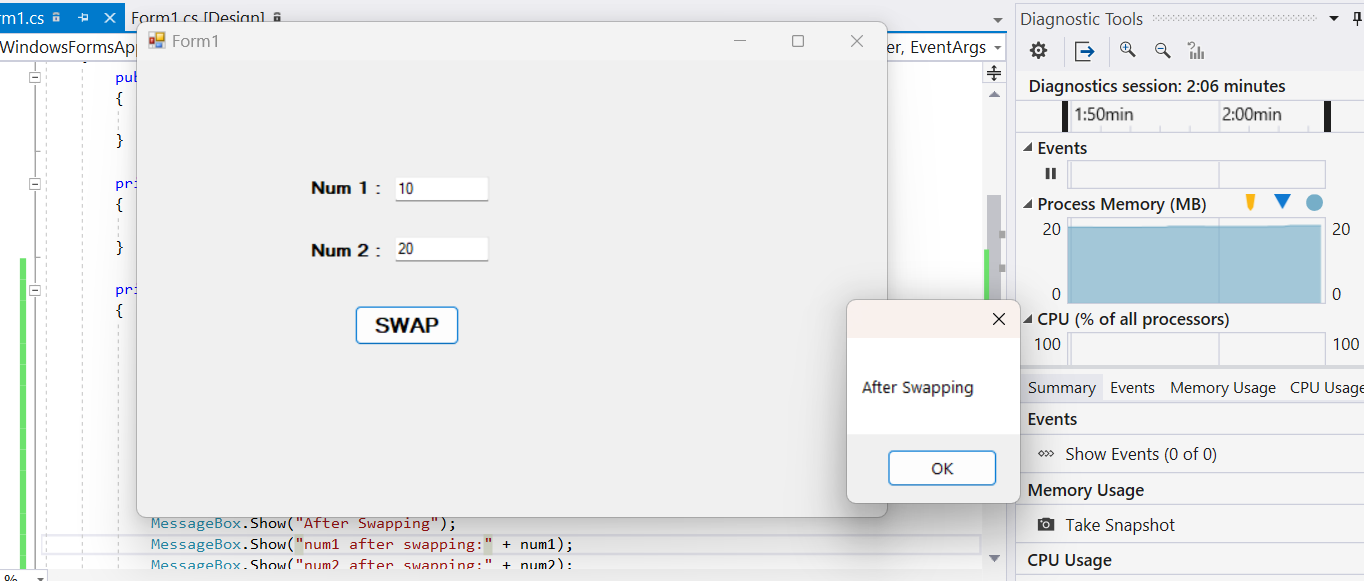 rm1.cs
Form1.cs [Design]
WindowsFormsAp
er, EventArgs
pub
{
}
pri
{
}
pri
{
MessageBox.Show("After Swapping");
MessageBox.Show("num1 after swapping:" + num1);
MessageBox.Show("num2 after swapping:" + num2);
%
Form1
Num 1 : 10
Num 2 : 20
SWAP
After Swapping
OK
Diagnostic Tools
Diagnostics session: 2:06 minutes
1:50min 2:00min
Events
Process Memory (MB)
20 20
0 0
CPU (% of all processors)
100 100
Summary Events Memory Usage CPU Usage
Events
Show Events (0 of 0)
Memory Usage
Take Snapshot
CPU Usage